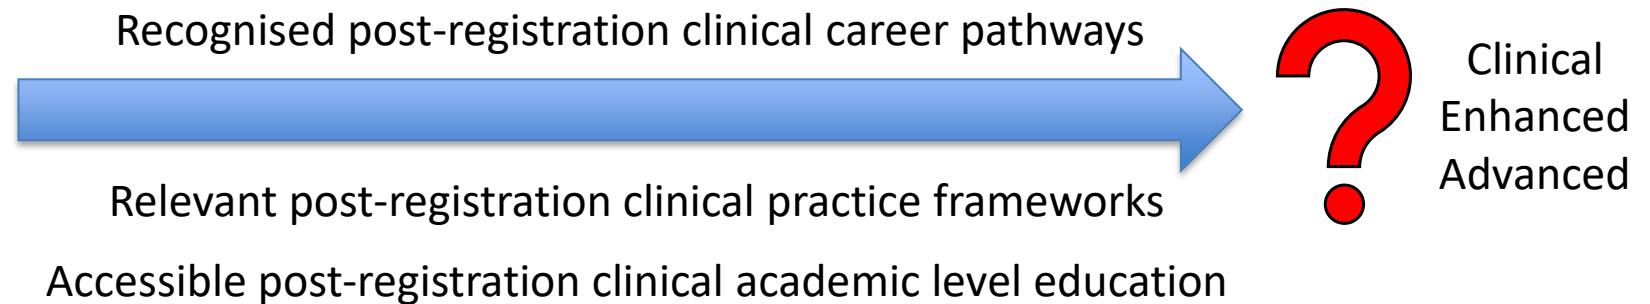 Recognised post-registration clinical career pathways
?
Clinical
Enhanced
Advanced
Relevant post-registration clinical practice frameworks
Accessible post-registration clinical academic level education